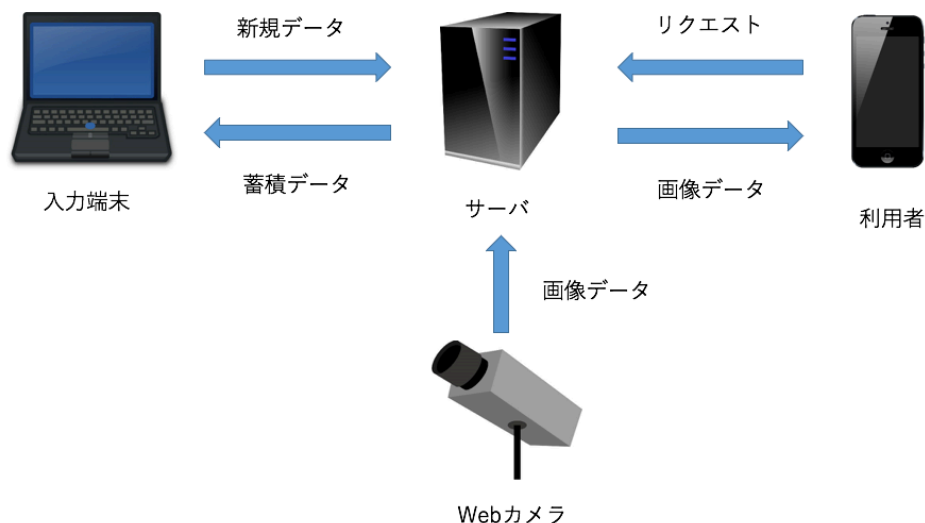 新規データ
リクエスト
蓄積データ
画像データ
入力端末
サーバ
利用者
画像データ
Webカメラ